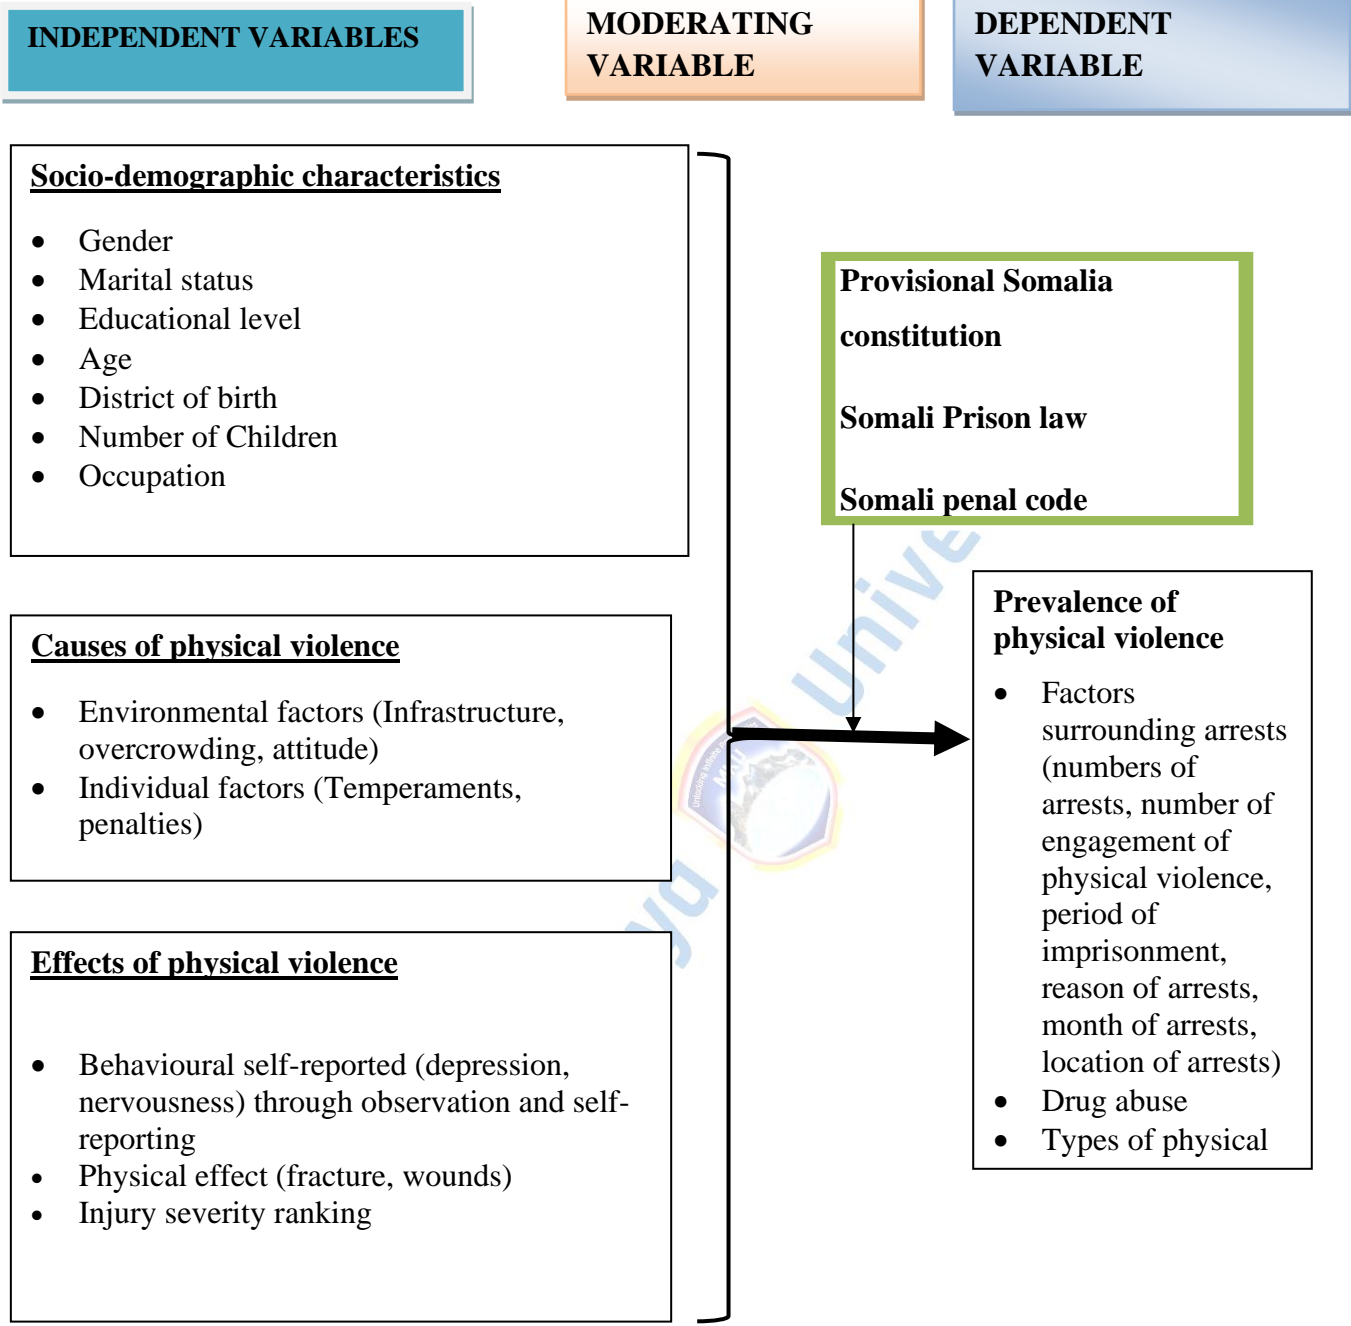 INDEPENDENT VARIABLES
MODERATING
VARIABLE
DEPENDENT
VARIABLE
Socio-demographic characteristics
• Gender
• Marital status
• Educational level
• Age
• District of birth
• Number of Children
• Occupation
Causes of physical violence
• Environmental factors (Infrastructure,
overcrowding, attitude)
• Individual factors (Temperaments,
penalties)
Effects of physical violence
• Behavioural self-reported (depression,
nervousness) through observation and self-
reporting
• Physical effect (fracture, wounds)
• Injury severity ranking
Provisional Somalia
constitution
Somali Prison law
Somali penal code
Prevalence of
physical violence
• Factors
surrounding arrests
(numbers of
arrests, number of
engagement of
physical violence,
period of
imprisonment,
reason of arrests,
month of arrests,
location of arrests)
• Drug abuse
• Types of physical
ya Unive